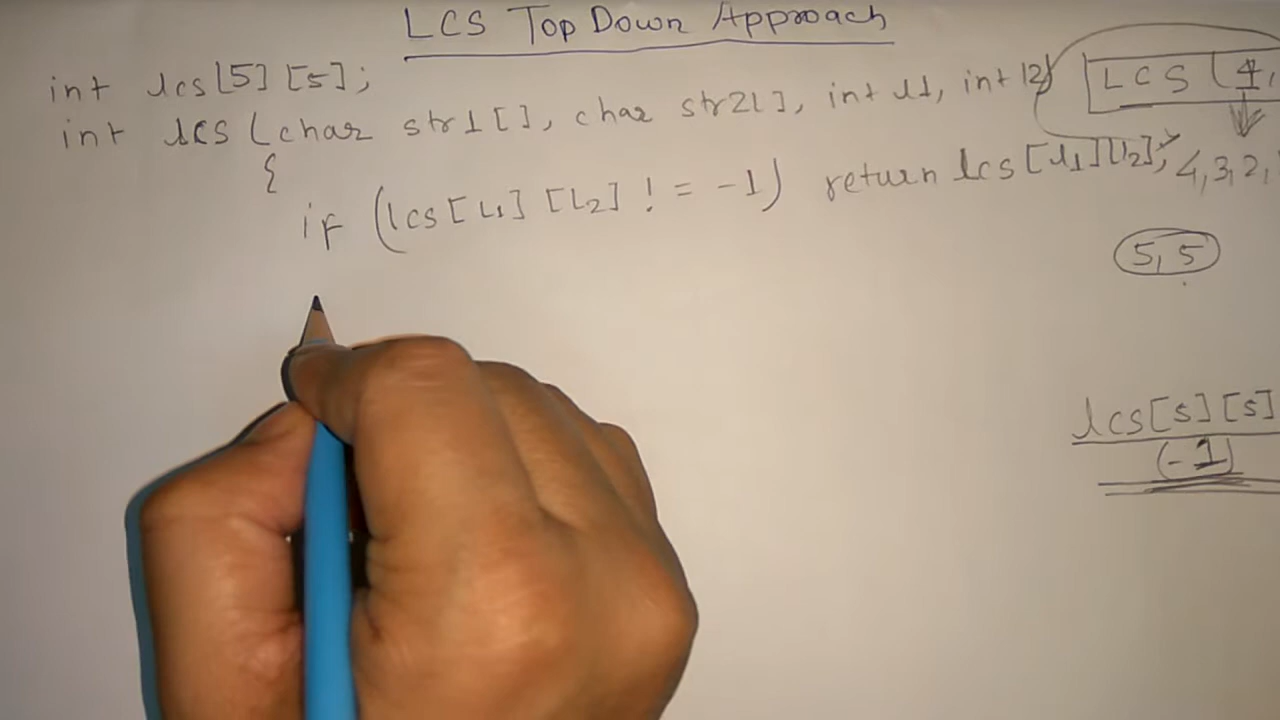 LCS Top Down Approach
int lcs[5][5];
int lcs (char str1[], char str2[], int l1, int l2)
LCS (4,
{
if (lcs[L1][L2] != -1) return lcs[l1][l2];
4,3,2,
5,5
lcs[5][5]
(-1)